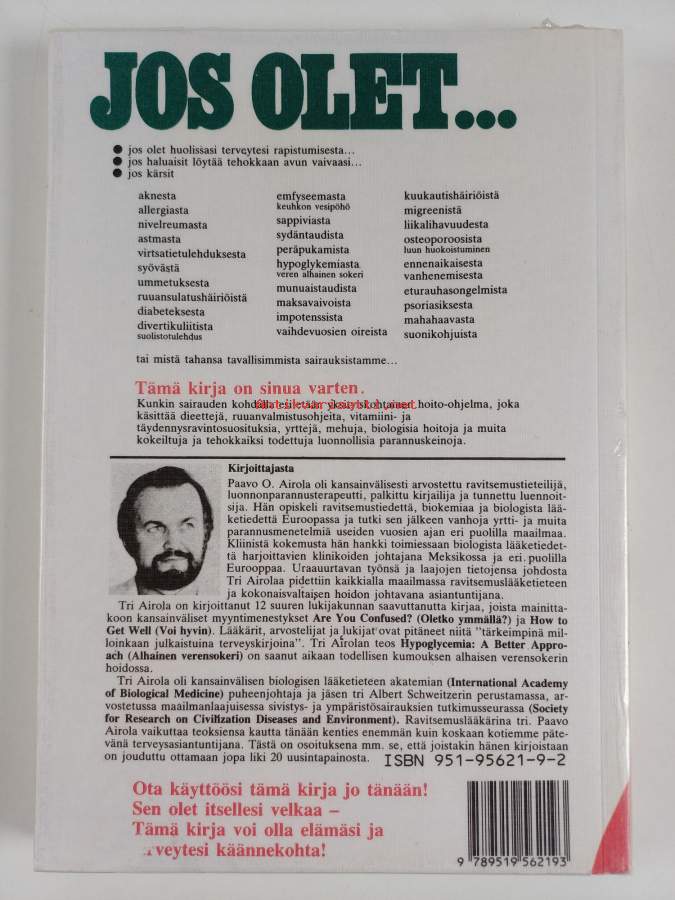 JOS OLET...
● jos olet huolissasi terveytesi rapistumisesta...
● jos haluaisit löytää tehokkaan avun vaivaasi...
● jos kärsit
aknesta
allergiasta
nivelreumasta
astmasta
virtsatietulehduksesta
syövästä
ummetuksesta
ruuansulatushäiriöistä
diabeteksesta
divertikuliitista
suolistotulehdus
emfyseemasta
keuhkon vesipöhö
sappiviasta
sydäntaudista
peräpukamista
hypoglykemiasta
veren alhainen sokeri
munuaistaudista
maksavaivoista
impotenssista
vaihdevuosien oireista
kuukautishäiriöistä
migreenistä
liikalihavuudesta
osteoporoosista
luun huokoistuminen
ennenaikaisesta
vanhenemisesta
eturauhasongelmista
psoriasiksesta
mahahaavasta
suonikohjuista
tai mistä tahansa tavallisimmista sairauksistamme...
Tämä kirja on sinua varten.
Kunkin sairauden kohdalla esitetään yksityiskohtainen hoito-ohjelma, joka
käsittää dieettejä, ruuanvalmistusohjeita, vitamiini- ja
täydennysravintosuosituksia, yrttejä, mehuja, biologisia hoitoja ja muita
kokeiltuja ja tehokkaiksi todettuja luonnollisia parannuskeinoja.
Kirjoittajasta
Paavo O. Airola oli kansainvälisesti arvostettu ravitsemustieteilijä,
luonnonparannusterapeutti, palkittu kirjailija ja tunnettu luennoit-
sija. Hän opiskeli ravitsemustiedettä, biokemiaa ja biologista lää-
ketiedettä Euroopassa ja tutki sen jälkeen vanhoja yrtti- ja muita
parannusmenetelmiä useiden vuosien ajan eri puolilla maailmaa.
Kliinistä kokemusta hän hankki toimiessaan biologista lääketiedet-
tä harjoittavien klinikoiden johtajana Meksikossa ja eri puolilla
Eurooppaa. Uraauurtavan työnsä ja laajojen tietojensa johdosta
Tri Airolaa pidettiin kaikkialla maailmassa ravitsemuslääketieteen
ja kokonaisvaltaisen hoidon johtavana asiantuntijana.
Tri Airola on kirjoittanut 12 suuren lukijakunnan saavuttanutta kirjaa, joista mainitta-
koon kansainväliset myyntimenestykset Are You Confused? (Oletko ymmällä?) ja How to
Get Well (Voi hyvin). Lääkärit, arvostelijat ja lukijat ovat pitäneet niitä "tärkeimpinä mil-
loinkaan julkaistuina terveyskirjoina". Tri Airolan teos Hypoglycemia: A Better Appro-
ach (Alhainen verensokeri) on saanut aikaan todellisen kumouksen alhaisen verensokerin
hoidossa.
Tri Airola oli kansainvälisen biologisen lääketieteen akatemian (International Academy
of Biological Medicine) puheenjohtaja ja jäsen tri Albert Schweitzerin perustamassa, ar-
vostetussa maailmanlaajuisessa sivistys- ja ympäristösairauksien tutkimusseurassa (Society
for Research on Civilization Diseases and Environment). Ravitsemuslääkärinä tri. Paavo
Airola vaikuttaa teoksiensa kautta tänään kenties enemmän kuin koskaan kotiemme päte-
vänä terveysasiantuntijana. Tästä on osoituksena mm. se, että joistakin hänen kirjoistaan
on jouduttu ottamaan jopa liki 20 uusintapainosta. ISBN 951-95621-9-2
Ota käyttöösi tämä kirja jo tänään!
Sen olet itsellesi velkaa –
Tämä kirja voi olla elämäsi ja
rveytesi käännekohta!
9 789519 562193